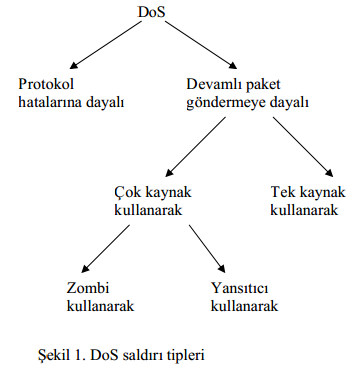 DoS
Protokol
hatalarına dayalı
Devamlı paket
göndermeye dayalı
Çok kaynak
kullanarak
Tek kaynak
kullanarak
Zombi
kullanarak
Yansıtıcı
kullanarak
Şekil 1. DoS saldırı tipleri